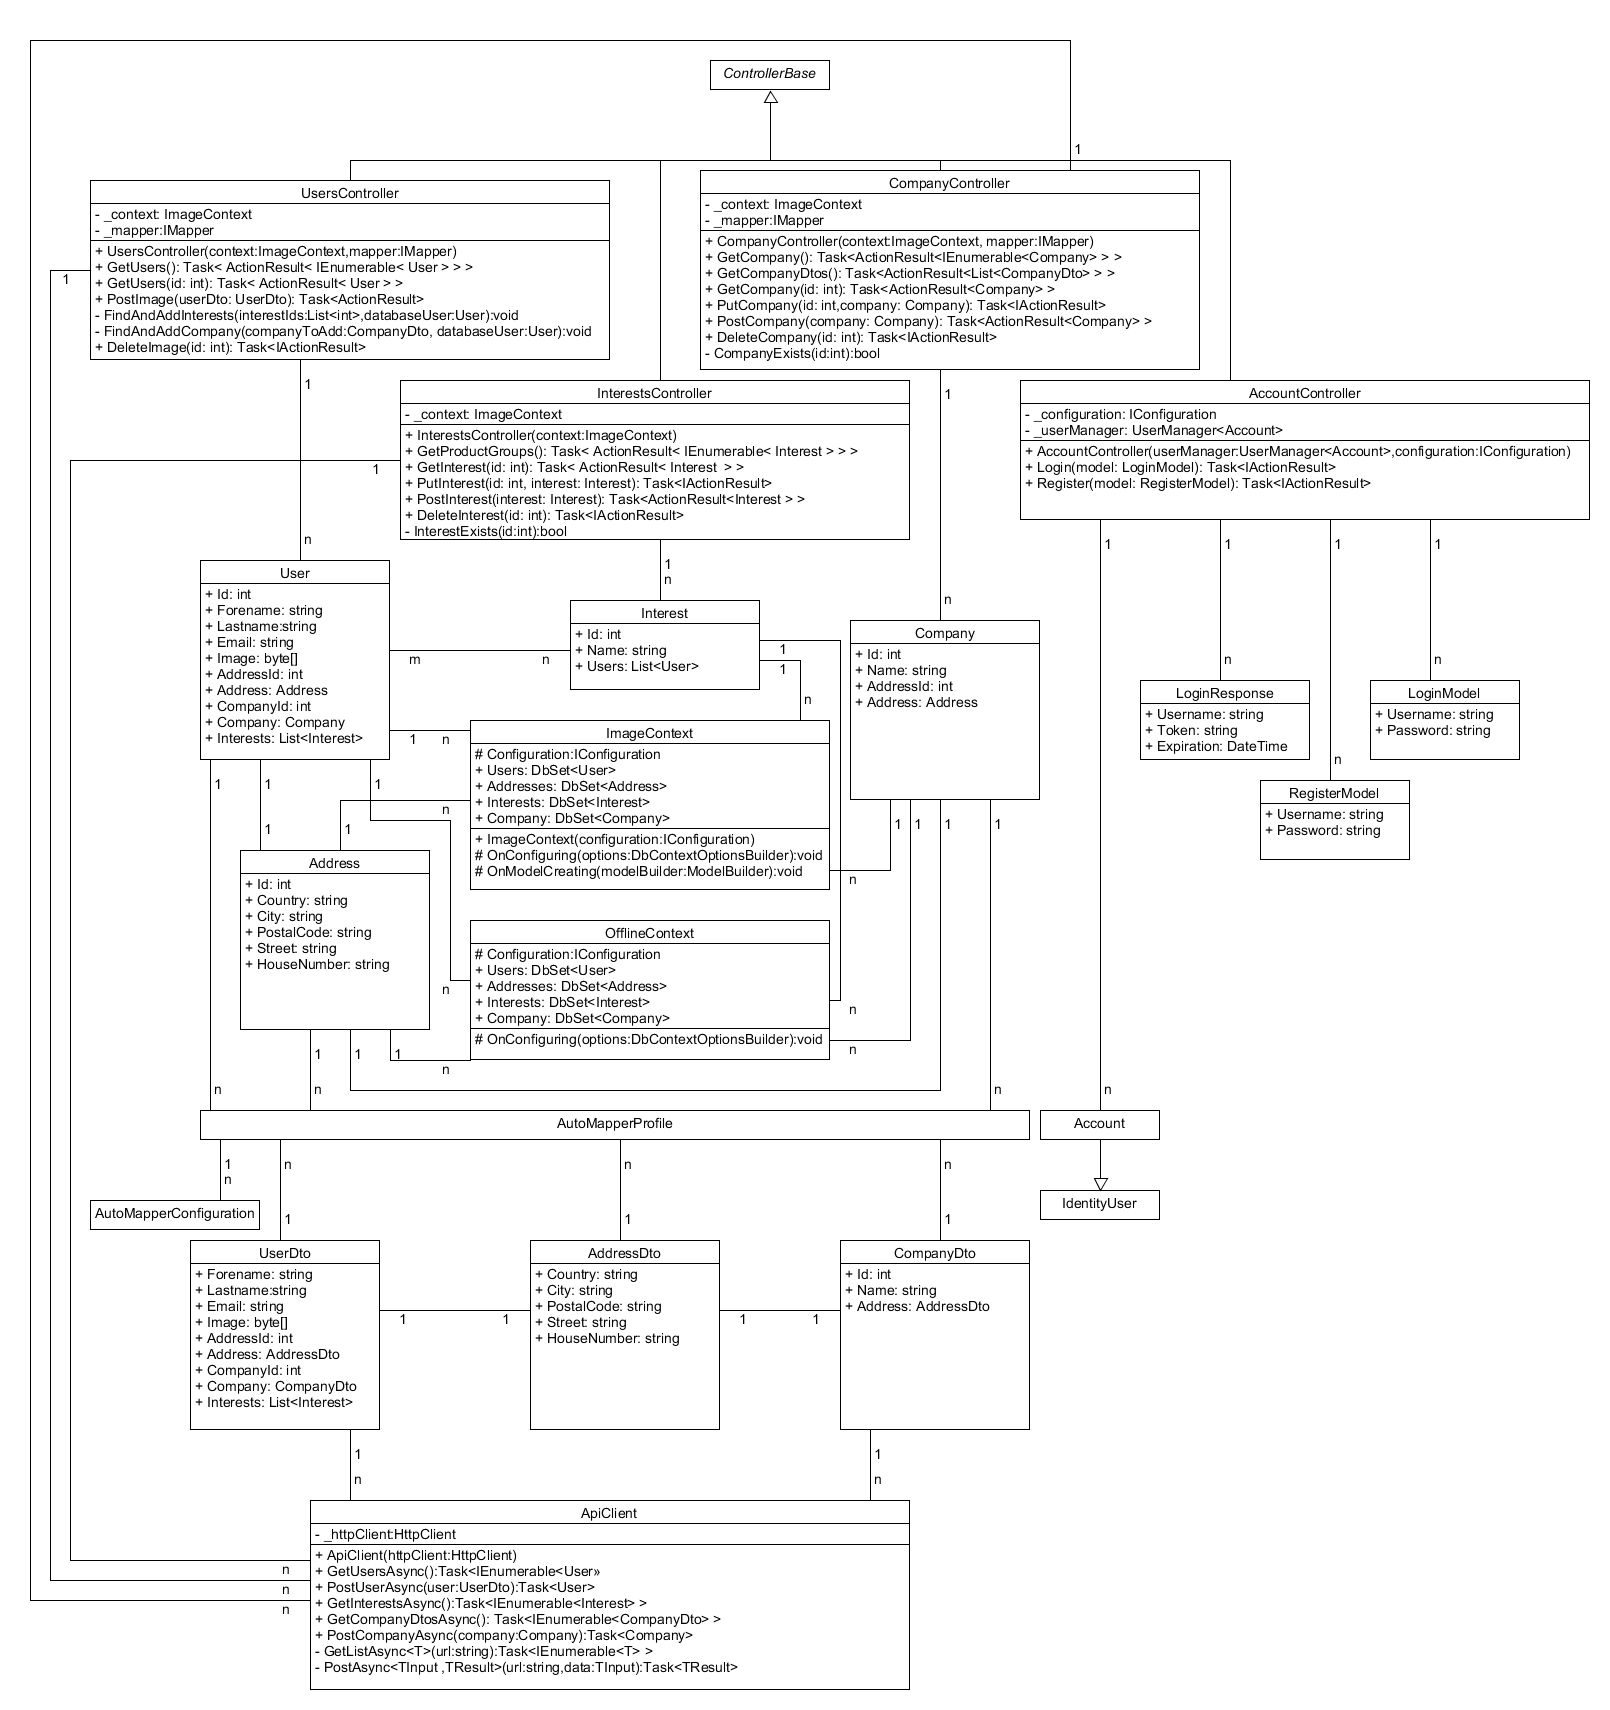 ControllerBase
1
UsersController
- _context: ImageContext
- _mapper:IMapper
+ UsersController(context:ImageContext,mapper:IMapper)
+ GetUsers(): Task< ActionResult< IEnumerable< User > > >
+ GetUsers(id: int): Task< ActionResult< User > >
+ PostImage(userDto: UserDto): Task<ActionResult>
- FindAndAddInterests(interestIds:List<int>,databaseUser:User):void
- FindAndAddCompany(companyToAdd:CompanyDto, databaseUser:User):void
+ DeleteImage(id: int): Task<IActionResult>
1
1
n
CompanyController
- _context: ImageContext
- _mapper:IMapper
+ CompanyController(context:ImageContext, mapper:IMapper)
+ GetCompany(): Task<ActionResult<IEnumerable<Company> > >
+ GetCompanyDtos(): Task<ActionResult<List<CompanyDto> > >
+ GetCompany(id: int): Task<ActionResult<Company> >
+ PutCompany(id: int,company: Company): Task<IActionResult>
+ PostCompany(company: Company): Task<ActionResult<Company> >
+ DeleteCompany(id: int): Task<IActionResult>
- CompanyExists(id:int):bool
1
n
InterestsController
- _context: ImageContext
+ InterestsController(context:ImageContext)
+ GetProductGroups(): Task< ActionResult< IEnumerable< Interest > > >
+ GetInterest(id: int): Task< ActionResult< Interest  > >
+ PutInterest(id: int, interest: Interest): Task<IActionResult>
+ PostInterest(interest: Interest): Task<ActionResult<Interest > >
+ DeleteInterest(id: int): Task<IActionResult>
- InterestExists(id:int):bool
1
1
n
AccountController
- _configuration: IConfiguration
- _userManager: UserManager<Account>
+ AccountController(userManager:UserManager<Account>,configuration:IConfiguration)
+ Login(model: LoginModel): Task<IActionResult>
+ Register(model: RegisterModel): Task<IActionResult>
1
1
1
1
n
n
n
n
User
+ Id: int
+ Forename: string
+ Lastname:string
+ Email: string
+ Image: byte[]
+ AddressId: int
+ Address: Address
+ CompanyId: int
+ Company: Company
+ Interests: List<Interest>
m
n
1
n
1
1
1
Interest
+ Id: int
+ Name: string
+ Users: List<User>
1
1
n
Company
+ Id: int
+ Name: string
+ AddressId: int
+ Address: Address
1
1
1
1
LoginResponse
+ Username: string
+ Token: string
+ Expiration: DateTime
LoginModel
+ Username: string
+ Password: string
RegisterModel
+ Username: string
+ Password: string
ImageContext
# Configuration:IConfiguration
+ Users: DbSet<User>
+ Addresses: DbSet<Address>
+ Interests: DbSet<Interest>
+ Company: DbSet<Company>
+ ImageContext(configuration:IConfiguration)
# OnConfiguring(options:DbContextOptionsBuilder):void
# OnModelCreating(modelBuilder:ModelBuilder):void
n
n
1
1
Address
+ Id: int
+ Country: string
+ City: string
+ PostalCode: string
+ Street: string
+ HouseNumber: string
1
1
1
OfflineContext
# Configuration:IConfiguration
+ Users: DbSet<User>
+ Addresses: DbSet<Address>
+ Interests: DbSet<Interest>
+ Company: DbSet<Company>
# OnConfiguring(options:DbContextOptionsBuilder):void
n
n
n
n
n
n
n
AutoMapperProfile
Account
1
n
n
n
n
AutoMapperConfiguration
IdentityUser
1
1
1
UserDto
+ Forename: string
+ Lastname:string
+ Email: string
+ Image: byte[]
+ AddressId: int
+ Address: AddressDto
+ CompanyId: int
+ Company: CompanyDto
+ Interests: List<Interest>
1
1
AddressDto
+ Country: string
+ City: string
+ PostalCode: string
+ Street: string
+ HouseNumber: string
1
1
CompanyDto
+ Id: int
+ Name: string
+ Address: AddressDto
1
n
1
n
ApiClient
- _httpClient:HttpClient
+ ApiClient(httpClient:HttpClient)
+ GetUsersAsync():Task<IEnumerable<User»
+ PostUserAsync(user:UserDto):Task<User>
+ GetInterestsAsync():Task<IEnumerable<Interest> >
+ GetCompanyDtosAsync(): Task<IEnumerable<CompanyDto> >
+ PostCompanyAsync(company:Company):Task<Company>
- GetListAsync<T>(url:string):Task<IEnumerable<T> >
- PostAsync<TInput ,TResult>(url:string,data:TInput):Task<TResult>
n
n
n